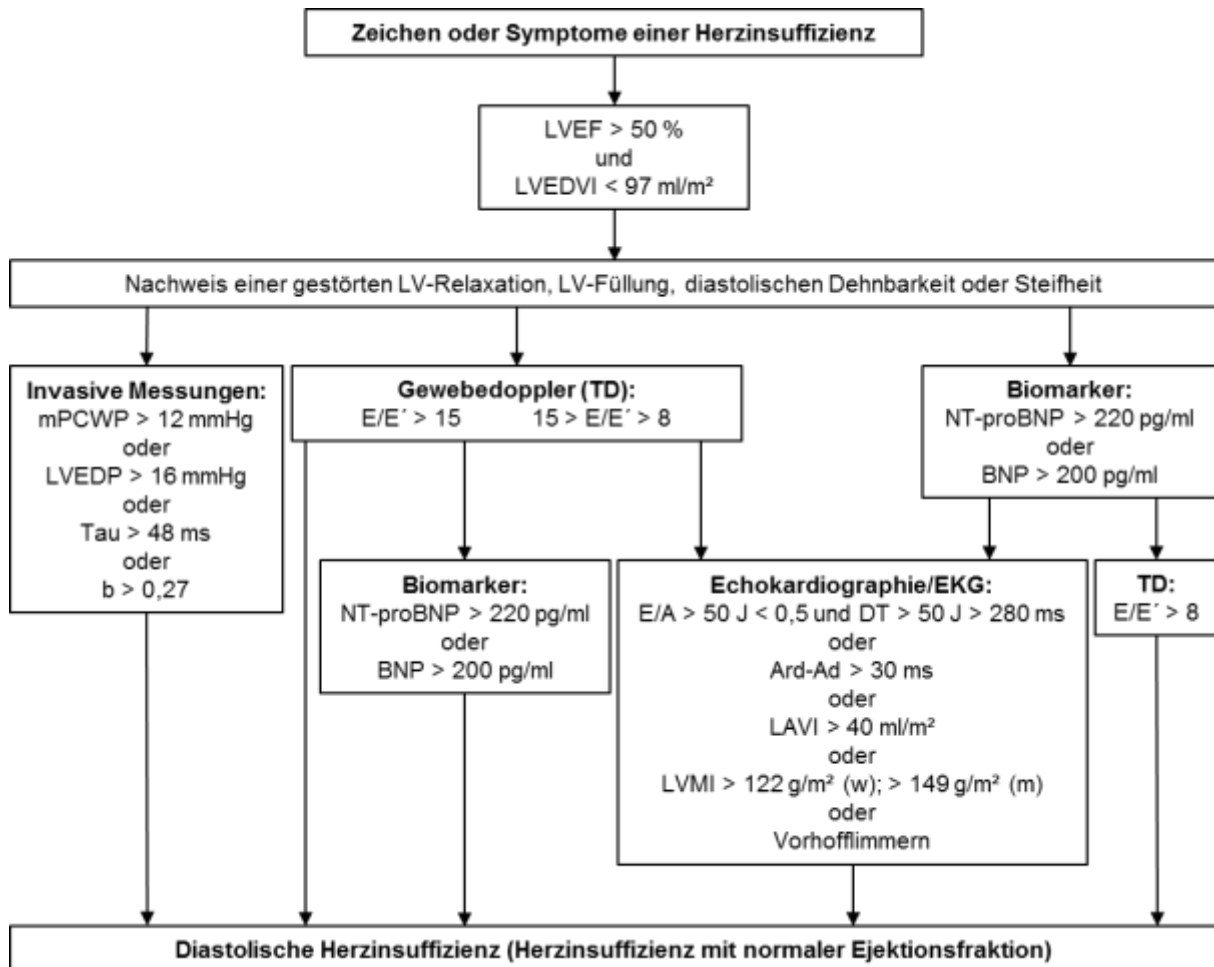 Zeichen oder Symptome einer Herzinsuffizienz
LVEF > 50 %
und
LVEDVI < 97 ml/m²
Nachweis einer gestörten LV-Relaxation, LV-Füllung, diastolischen Dehnbarkeit oder Steifheit
Invasive Messungen:
mPCWP > 12 mmHg
oder
LVEDP > 16 mmHg
oder
Tau > 48 ms
oder
b > 0,27
Gewebedoppler (TD):
E/E´ > 15 15 > E/E´ > 8
Biomarker:
NT-proBNP > 220 pg/ml
oder
BNP > 200 pg/ml
Biomarker:
NT-proBNP > 220 pg/ml
oder
BNP > 200 pg/ml
Echokardiographie/EKG:
E/A > 50 J < 0,5 und DT > 50 J > 280 ms
oder
Ard-Ad > 30 ms
oder
LAVI > 40 ml/m²
oder
LVMI > 122 g/m² (w); > 149 g/m² (m)
oder
Vorhofflimmern
TD:
E/E´ > 8
Diastolische Herzinsuffizienz (Herzinsuffizienz mit normaler Ejektionsfraktion)